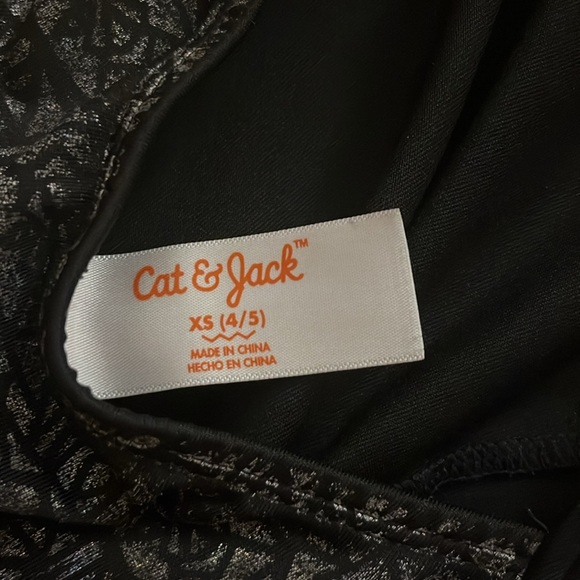 Cat & Jack™
XS (4/5)
MADE IN CHINA
HECHO EN CHINA